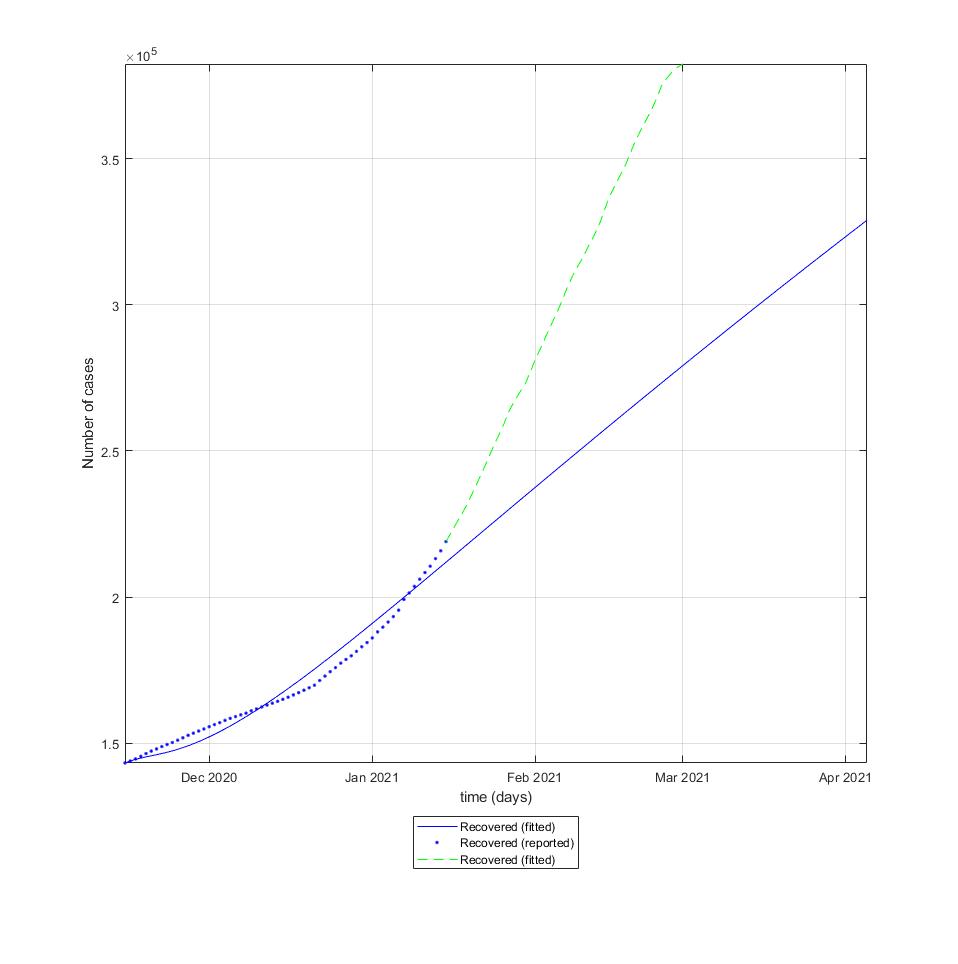 ×10^5
3.5
3
2.5
2
1.5
Number of cases
Dec 2020 Jan 2021 Feb 2021 Mar 2021 Apr 2021
time (days)
Recovered (fitted)
Recovered (reported)
Recovered (fitted)